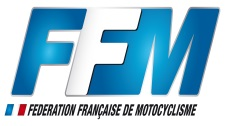 FFM
FEDERATION FRANÇAISE DE MOTOCYCLISME